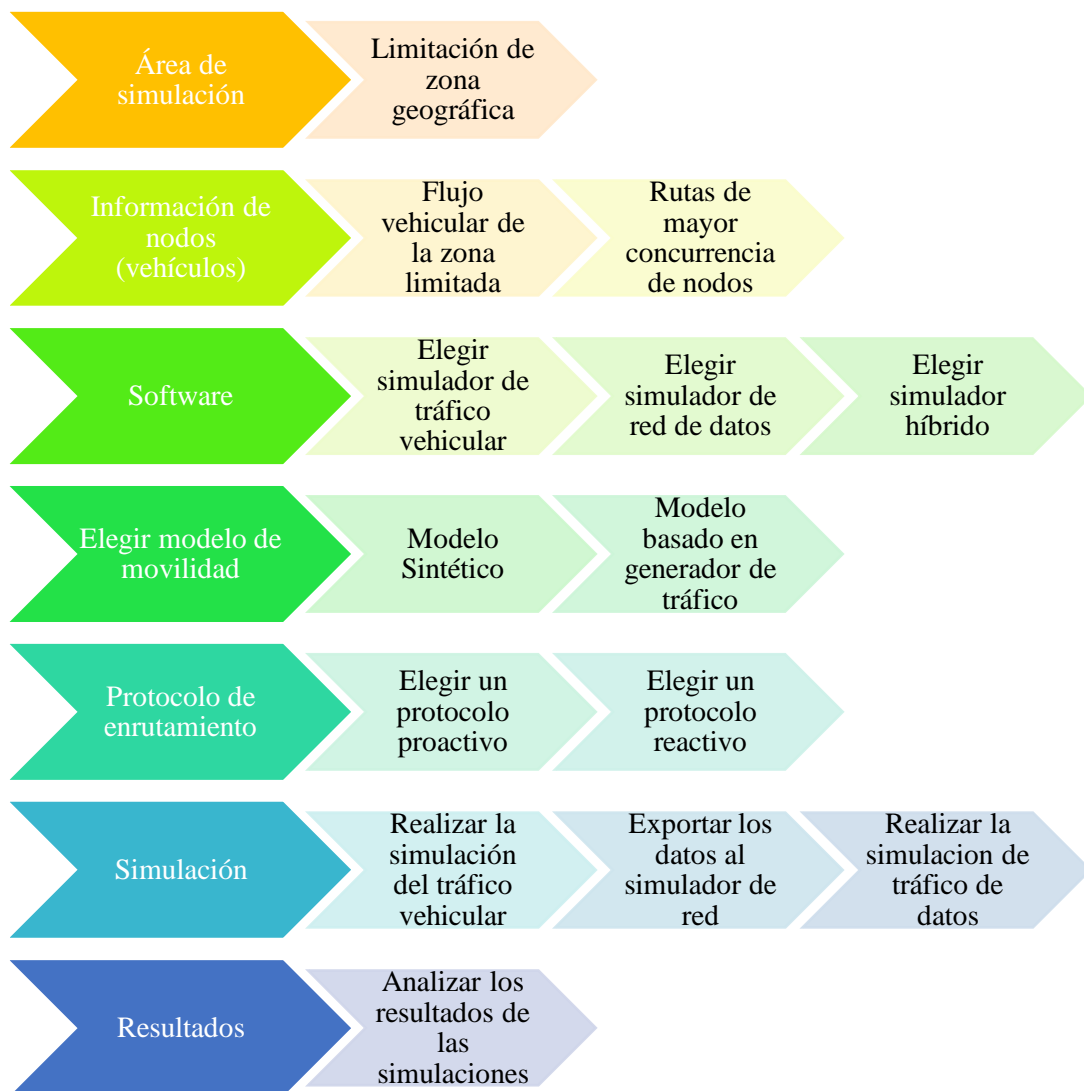 Área de
simulación
Limitación de
zona
geográfica
Información de
nodos
(vehículos)
Flujo
vehicular de
la zona
limitada
Rutas de
mayor
concurrencia
de nodos
Software
Elegir
simulador de
tráfico
vehicular
Elegir
simulador de
red de datos
Elegir
simulador
híbrido
Elegir modelo de
movilidad
Modelo
Sintético
Modelo
basado en
generador de
tráfico
Protocolo de
enrutamiento
Elegir un
protocolo
proactivo
Elegir un
protocolo
reactivo
Simulación
Realizar la
simulación
del tráfico
vehicular
Exportar los
datos al
simulador de
red
Realizar la
simulacion de
tráfico de
datos
Resultados
Analizar los
resultados de
las
simulaciones